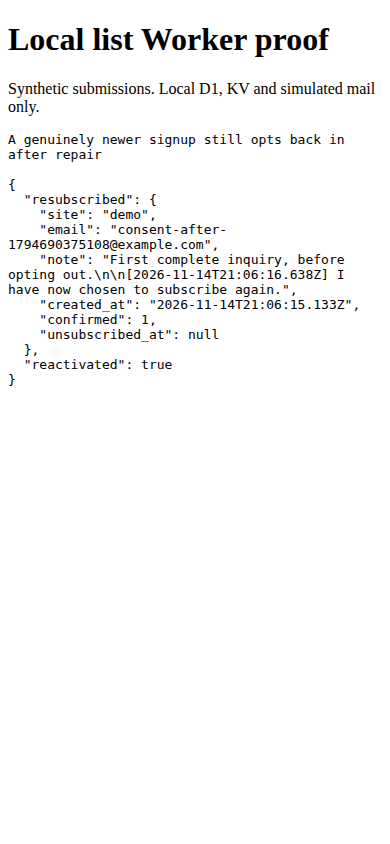 Local list Worker proof
Synthetic submissions. Local D1, KV and simulated mail
only.
A genuinely newer signup still opts back in
after repair
{
  "resubscribed": {
    "site": "demo",
    "email": "consent-after-
1794690375108@example.com",
    "note": "First complete inquiry, before
opting out.\n\n[2026-11-14T21:06:16.638Z] I
have now chosen to subscribe again.",
    "created_at": "2026-11-14T21:06:15.133Z",
    "confirmed": 1,
    "unsubscribed_at": null
  },
  "reactivated": true
}